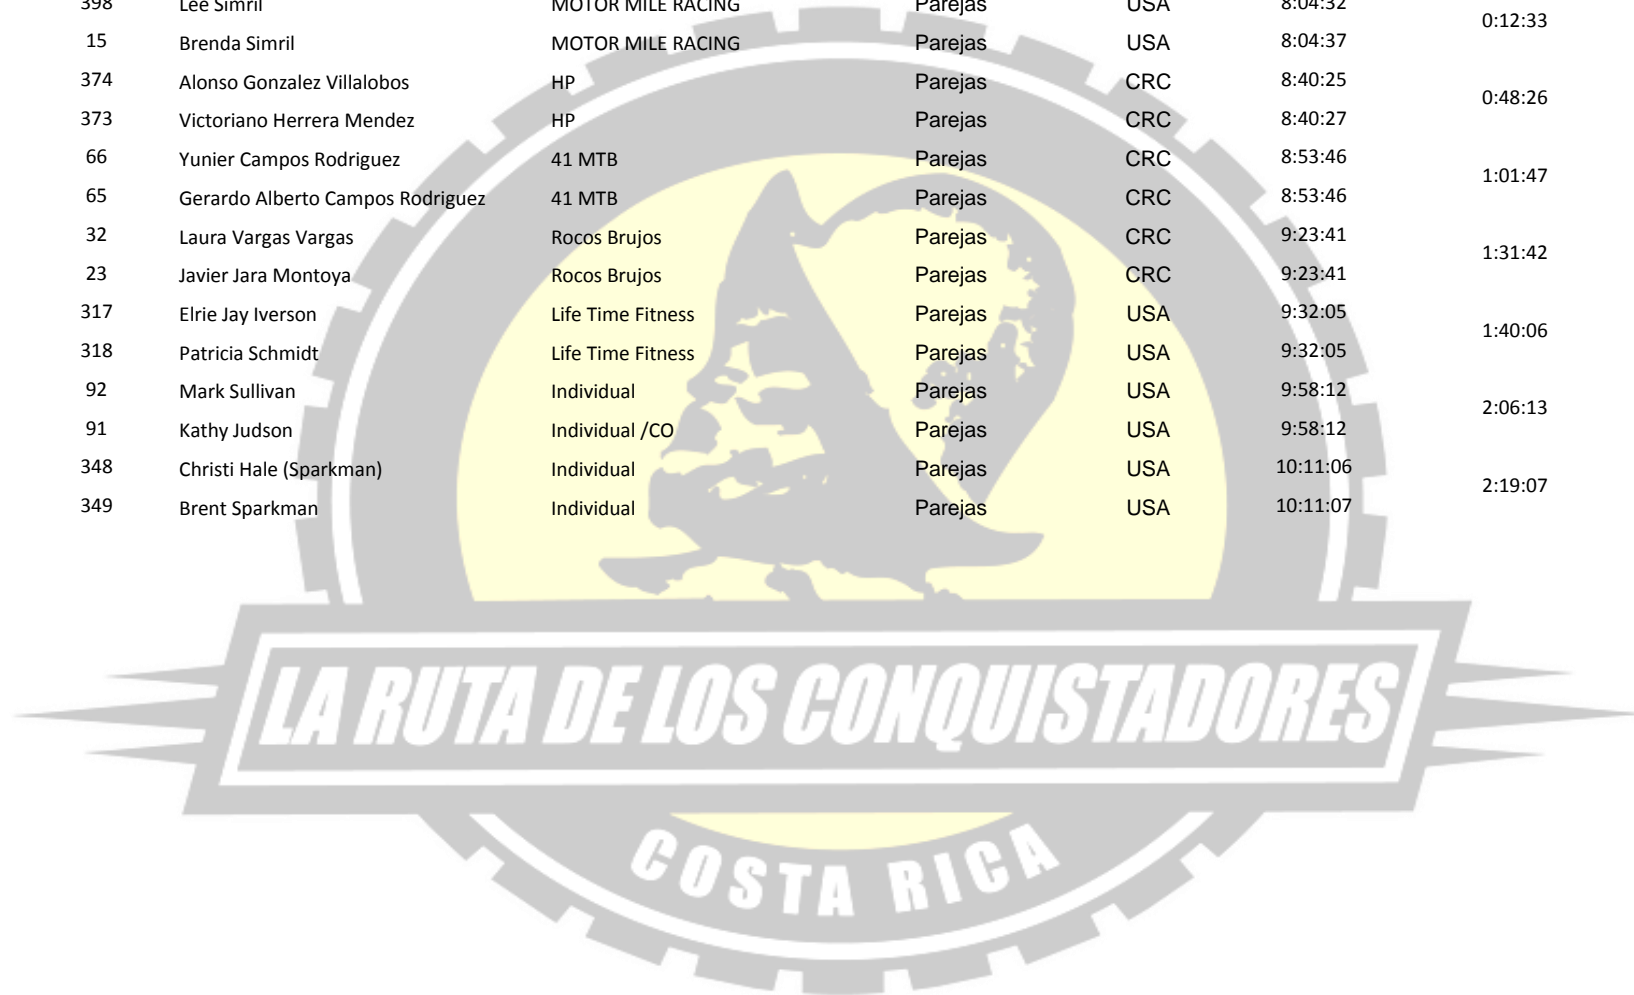 398 Lee Simril MOTOR MILE RACING Parejas USA 8:04:32
0:12:33
15 Brenda Simril MOTOR MILE RACING Parejas USA 8:04:37
374 Alonso Gonzalez Villalobos HP Parejas CRC 8:40:25
0:48:26
373 Victoriano Herrera Mendez HP Parejas CRC 8:40:27
66 Yunier Campos Rodriguez 41 MTB Parejas CRC 8:53:46
1:01:47
65 Gerardo Alberto Campos Rodriguez 41 MTB Parejas CRC 8:53:46
32 Laura Vargas Vargas Rocos Brujos Parejas CRC 9:23:41
1:31:42
23 Javier Jara Montoya Rocos Brujos Parejas CRC 9:23:41
317 Elrie Jay Iverson Life Time Fitness Parejas USA 9:32:05
1:40:06
318 Patricia Schmidt Life Time Fitness Parejas USA 9:32:05
92 Mark Sullivan Individual Parejas USA 9:58:12
2:06:13
91 Kathy Judson Individual /CO Parejas USA 9:58:12
348 Christi Hale (Sparkman) Individual Parejas USA 10:11:06
2:19:07
349 Brent Sparkman Individual Parejas USA 10:11:07
LA RUTA DE LOS CONQUISTADORES
COSTA RICA